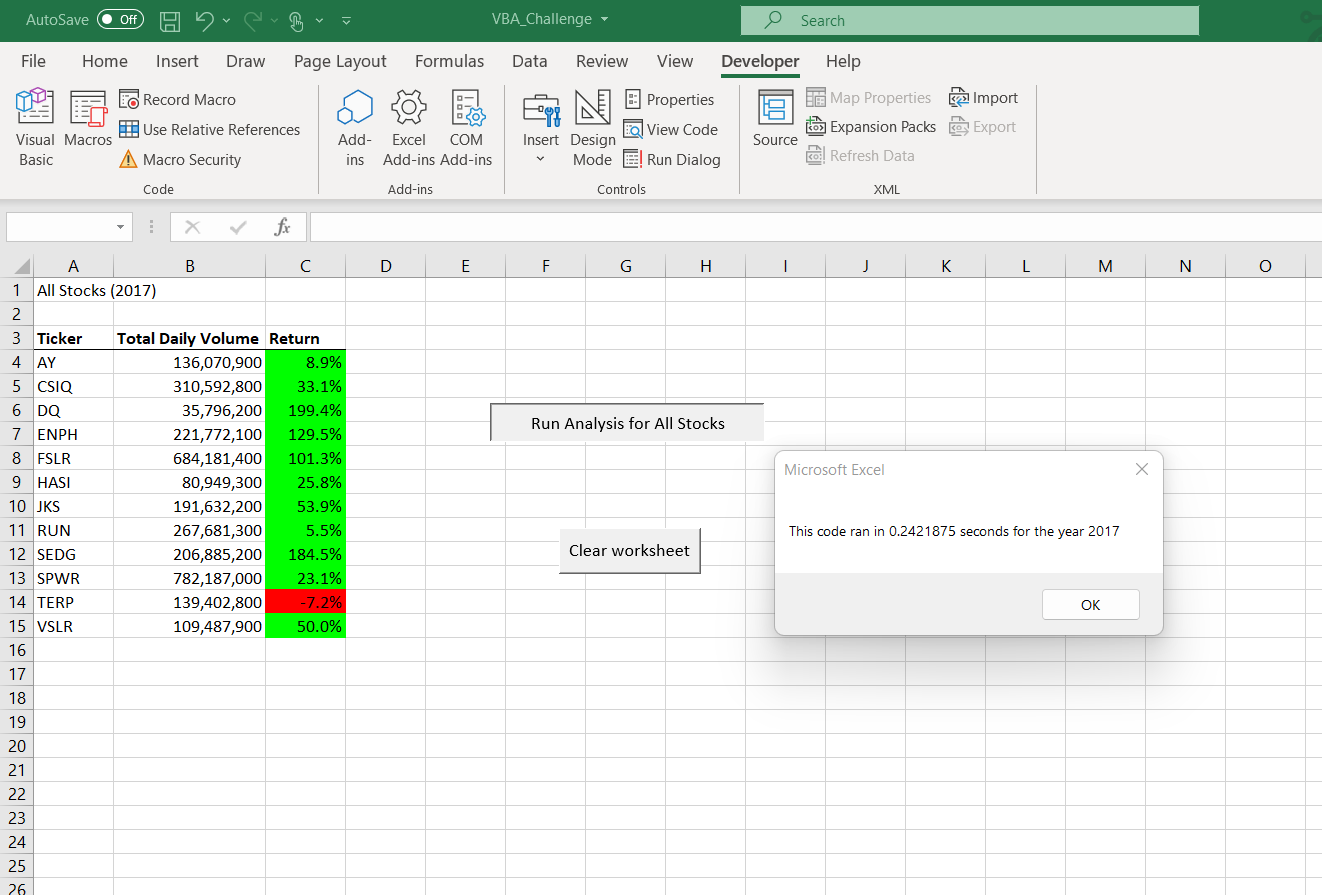 AutoSave Off VBA_Challenge Search
File Home Insert Draw Page Layout Formulas Data Review View Developer Help
Visual Basic
Macros
Record Macro
Use Relative References
Macro Security
Code
Add-ins
Excel Add-ins
COM Add-ins
Add-ins
Insert
Design Mode
Properties
View Code
Run Dialog
Controls
Source
Map Properties
Expansion Packs
Refresh Data
Import
Export
XML
fx
A B C D E F G H I J K L M N O
1 All Stocks (2017)
2
3 Ticker Total Daily Volume Return
4 AY 136,070,900 8.9%
5 CSIQ 310,592,800 33.1%
6 DQ 35,796,200 199.4%
7 ENPH 221,772,100 129.5%
8 FSLR 684,181,400 101.3%
9 HASI 80,949,300 25.8%
10 JKS 191,632,200 53.9%
11 RUN 267,681,300 5.5%
12 SEDG 206,885,200 184.5%
13 SPWR 782,187,000 23.1%
14 TERP 139,402,800 -7.2%
15 VSLR 109,487,900 50.0%
16
17
18
19
20
21
22
23
24
25
26
Run Analysis for All Stocks
Clear worksheet
Microsoft Excel
This code ran in 0.2421875 seconds for the year 2017
OK